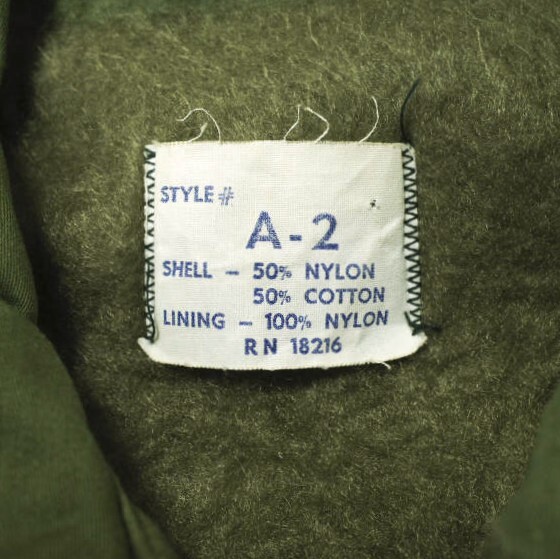 STYLE #
A-2
SHELL – 50% NYLON
50% COTTON
LINING – 100% NYLON
RN 18216